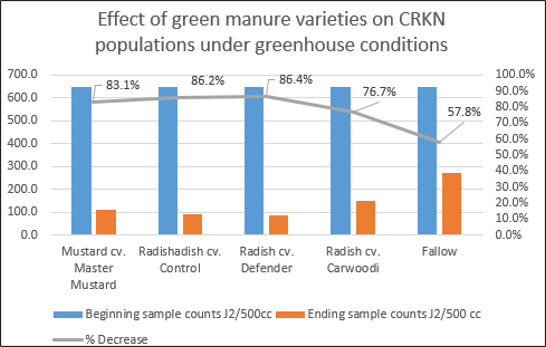 Effect of green manure varieties on CRKN
populations under greenhouse conditions
700.0
600.0
500.0
400.0
300.0
200.0
100.0
0.0
83.1%
86.2%
86.4%
76.7%
57.8%
100.0%
90.0%
80.0%
70.0%
60.0%
50.0%
40.0%
30.0%
20.0%
10.0%
0.0%
Mustard cv.
Master
Mustard
Radishadish cv.
Control
Radish cv.
Defender
Radish cv.
Carwoodi
Fallow
Beginning sample counts J2/500cc
Ending sample counts J2/500 cc
% Decrease